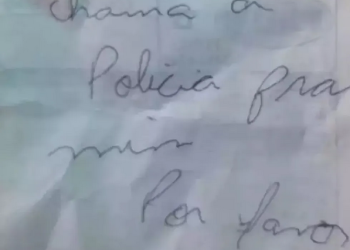 chama a
Policia pra
mim
Por favor